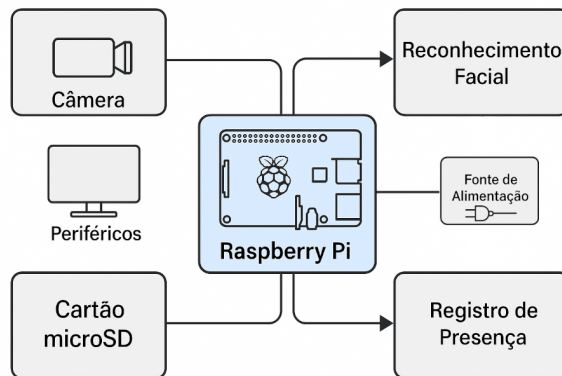 Câmera
Reconhecimento
Facial
Periféricos
Raspberry Pi
Fonte de
Alimentação
Cartão
microSD
Registro de
Presença